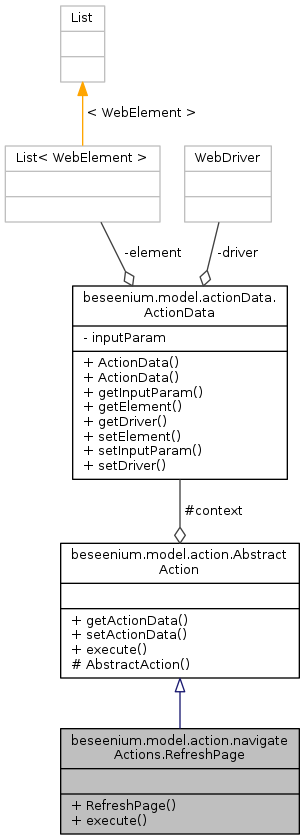 List
< WebElement >
List< WebElement >
WebDriver
-element
-driver
beseenium.model.actionData.
ActionData
- inputParam
+ ActionData()
+ ActionData()
+ getInputParam()
+ getElement()
+ getDriver()
+ setElement()
+ setInputParam()
+ setDriver()
#context
beseenium.model.action.Abstract
Action
+ getActionData()
+ setActionData()
+ execute()
# AbstractAction()
beseenium.model.action.navigate
Actions.RefreshPage
+ RefreshPage()
+ execute()